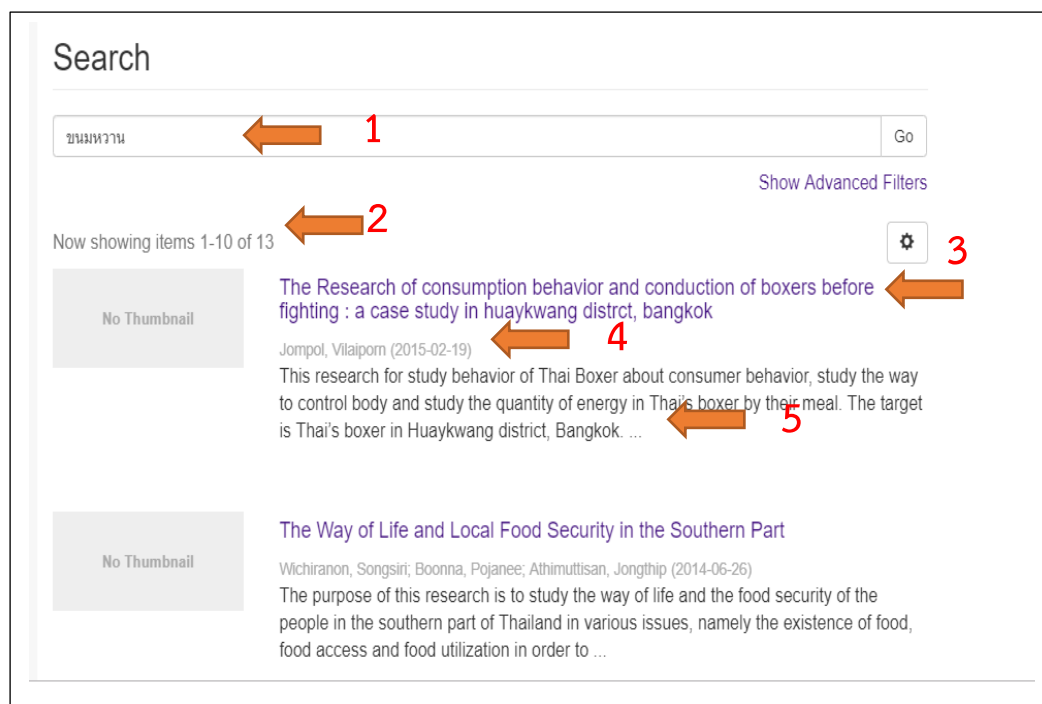 Search
ขนมหวาน
1
Go
Show Advanced Filters
2
Now showing items 1-10 of 13
3
No Thumbnail
The Research of consumption behavior and conduction of boxers before
fighting : a case study in huaykwang distrct, bangkok
4
Jompol, Vilaiporn (2015-02-19)
This research for study behavior of Thai Boxer about consumer behavior, study the way
to control body and study the quantity of energy in Thai's boxer by their meal. The target
is Thai's boxer in Huaykwang district, Bangkok. ...
5
No Thumbnail
The Way of Life and Local Food Security in the Southern Part
Wichiranon, Songsiri; Boonna, Pojanee; Athimuttisan, Jongthip (2014-06-26)
The purpose of this research is to study the way of life and the food security of the
people in the southern part of Thailand in various issues, namely the existence of food,
food access and food utilization in order to ...